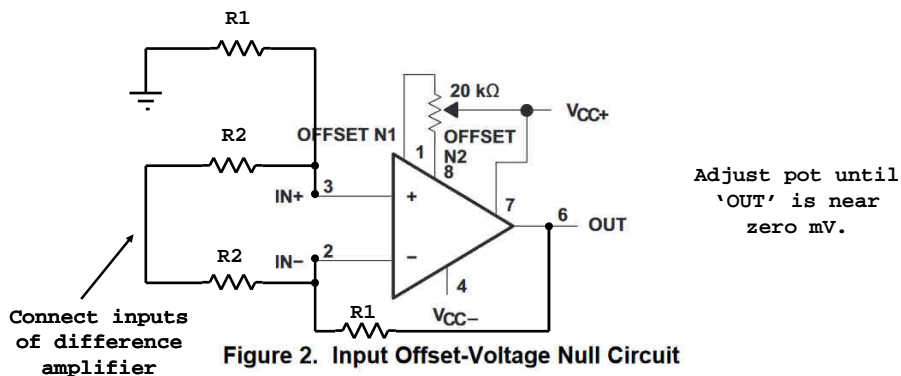 R1
20 kΩ
VCC+
OFFSET N1
OFFSET
N2
1
8
R2
Adjust pot until
‘OUT’ is near
zero mV.
IN+
3
+
7
6
OUT
R2
IN−
2
−
4
VCC−
R1
Connect inputs
of difference
amplifier
Figure 2. Input Offset-Voltage Null Circuit